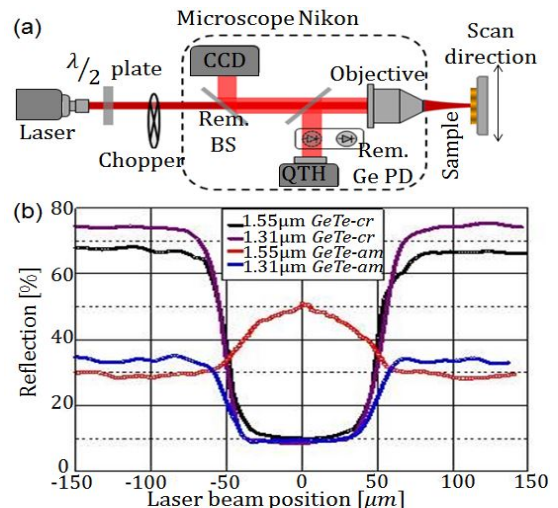 (a)
Microscope Nikon
Scan
direction
λ/2 plate
CCD
Objective
Laser
Chopper
Rem.
BS
QTH
Rem.
Ge PD
Sample
(b)
80
60
40
20
0
Reflection [%]
1.55μm GeTe-cr
1.31μm GeTe-cr
1.55μm GeTe-am
1.31μm GeTe-am
-150 -100 -50 0 50 100 150
Laser beam position [μm]